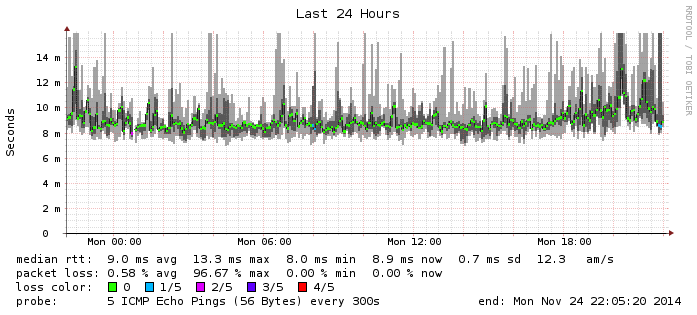 Last 24 Hours
RRDTOOL / TOBI OETIKER
Seconds
14 m
12 m
10 m
8 m
6 m
4 m
2 m
0
Mon 00:00 Mon 06:00 Mon 12:00 Mon 18:00
median rtt: 9.0 ms avg 13.3 ms max 8.0 ms min 8.9 ms now 0.7 ms sd 12.3 am/s
packet loss: 0.58 % avg 96.67 % max 0.00 % min 0.00 % now
loss color: 0 1/5 2/5 3/5 4/5
probe: 5 ICMP Echo Pings (56 Bytes) every 300s end: Mon Nov 24 22:05:20 2014